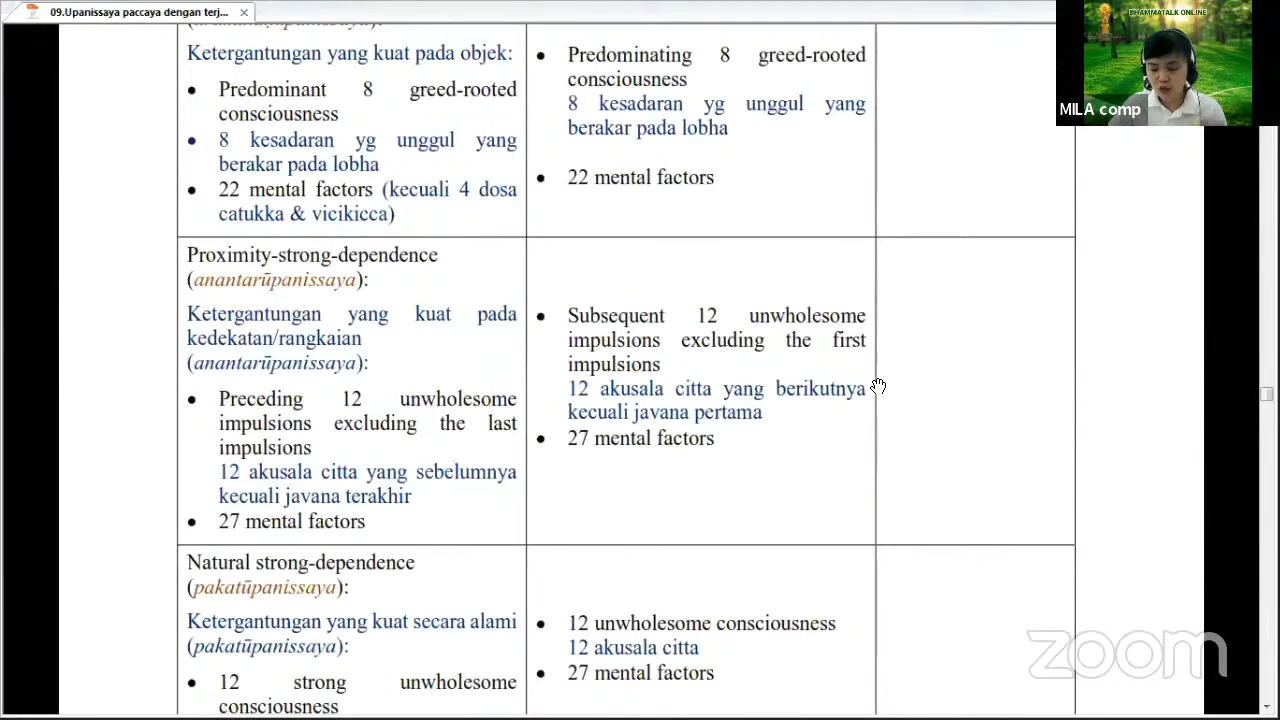 09.Upanissaya paccaya dengan terj...
DHAMMATALK ONLINE
MILA comp
Ketergantungan yang kuat pada objek:
• Predominant 8 greed-rooted
consciousness
• 8 kesadaran yg unggul yang
berakar pada lobha
• 22 mental factors (kecuali 4 dosa
catukka & vicikicca)
• Predominating 8 greed-rooted
consciousness
8 kesadaran yg unggul yang
berakar pada lobha
• 22 mental factors
Proximity-strong-dependence
(anantarūpanissaya):
Ketergantungan yang kuat pada
kedekatan/rangkaian
(anantarūpanissaya):
• Preceding 12 unwholesome
impulsions excluding the last
impulsions
12 akusala citta yang sebelumnya
kecuali javana terakhir
• 27 mental factors
• Subsequent 12 unwholesome
impulsions excluding the first
impulsions
12 akusala citta yang berikutnya
kecuali javana pertama
• 27 mental factors
Natural strong-dependence
(pakatūpanissaya):
Ketergantungan yang kuat secara alami
(pakatūpanissaya):
• 12 strong unwholesome
consciousness
• 12 unwholesome consciousness
12 akusala citta
• 27 mental factors
zoom